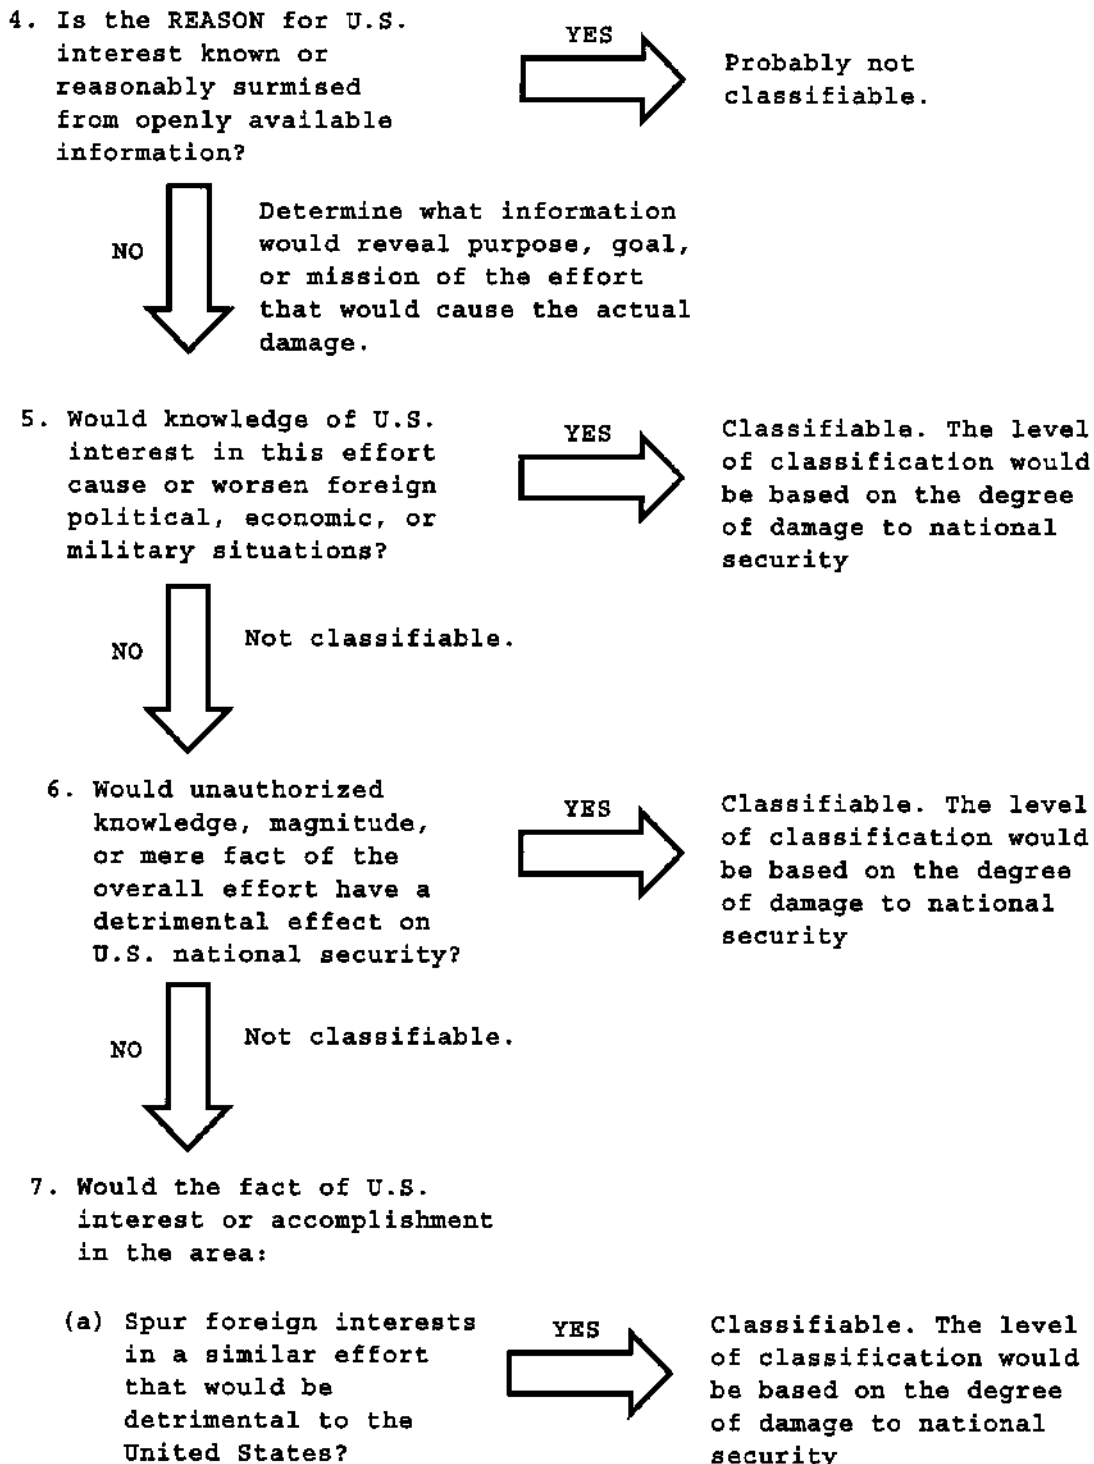 4. Is the REASON for U.S.
interest known or
reasonably surmised
from openly available
information?
YES
Probably not
classifiable.
NO
Determine what information
would reveal purpose, goal,
or mission of the effort
that would cause the actual
damage.
5. Would knowledge of U.S.
interest in this effort
cause or worsen foreign
political, economic, or
military situations?
YES
Classifiable. The level
of classification would
be based on the degree
of damage to national
security
NO
Not classifiable.
6. Would unauthorized
knowledge, magnitude,
or mere fact of the
overall effort have a
detrimental effect on
U.S. national security?
YES
Classifiable. The level
of classification would
be based on the degree
of damage to national
security
NO
Not classifiable.
7. Would the fact of U.S.
interest or accomplishment
in the area:
(a) Spur foreign interests
in a similar effort
that would be
detrimental to the
United States?
YES
Classifiable. The level
of classification would
be based on the degree
of damage to national
security